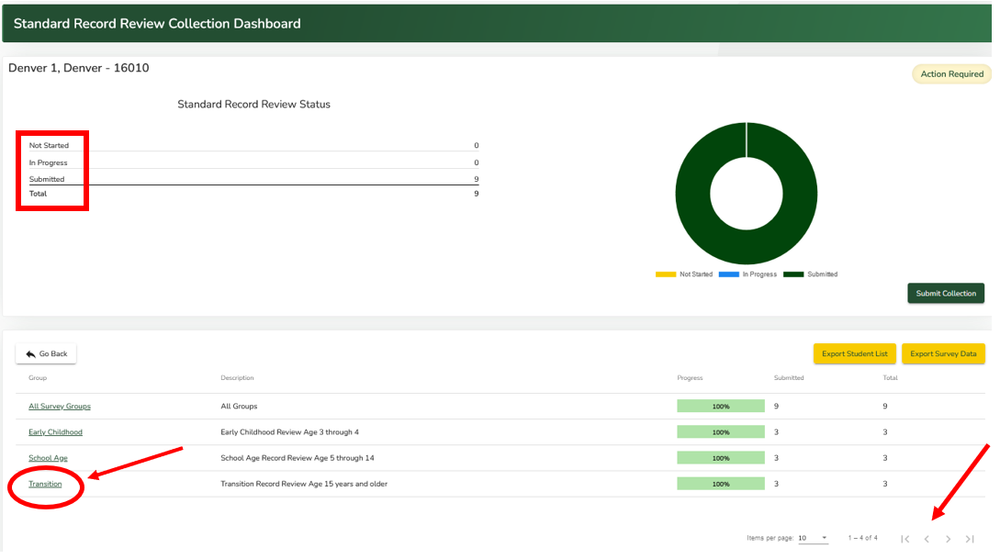 Standard Record Review Collection Dashboard
Denver 1, Denver - 16010
Action Required
Standard Record Review Status
Not Started 0
In Progress 0
Submitted 9
Total 9
Not Started In Progress Submitted
Submit Collection
Go Back Export Student List Export Survey Data
Group Description Progress Submitted Total
All Survey Groups All Groups 100% 9 9
Early Childhood Early Childhood Review Age 3 through 4 100% 3 3
School Age School Age Record Review Age 5 through 14 100% 3 3
Transition Transition Record Review Age 15 years and older 100% 3 3
Items per page: 10 1 – 4 of 4